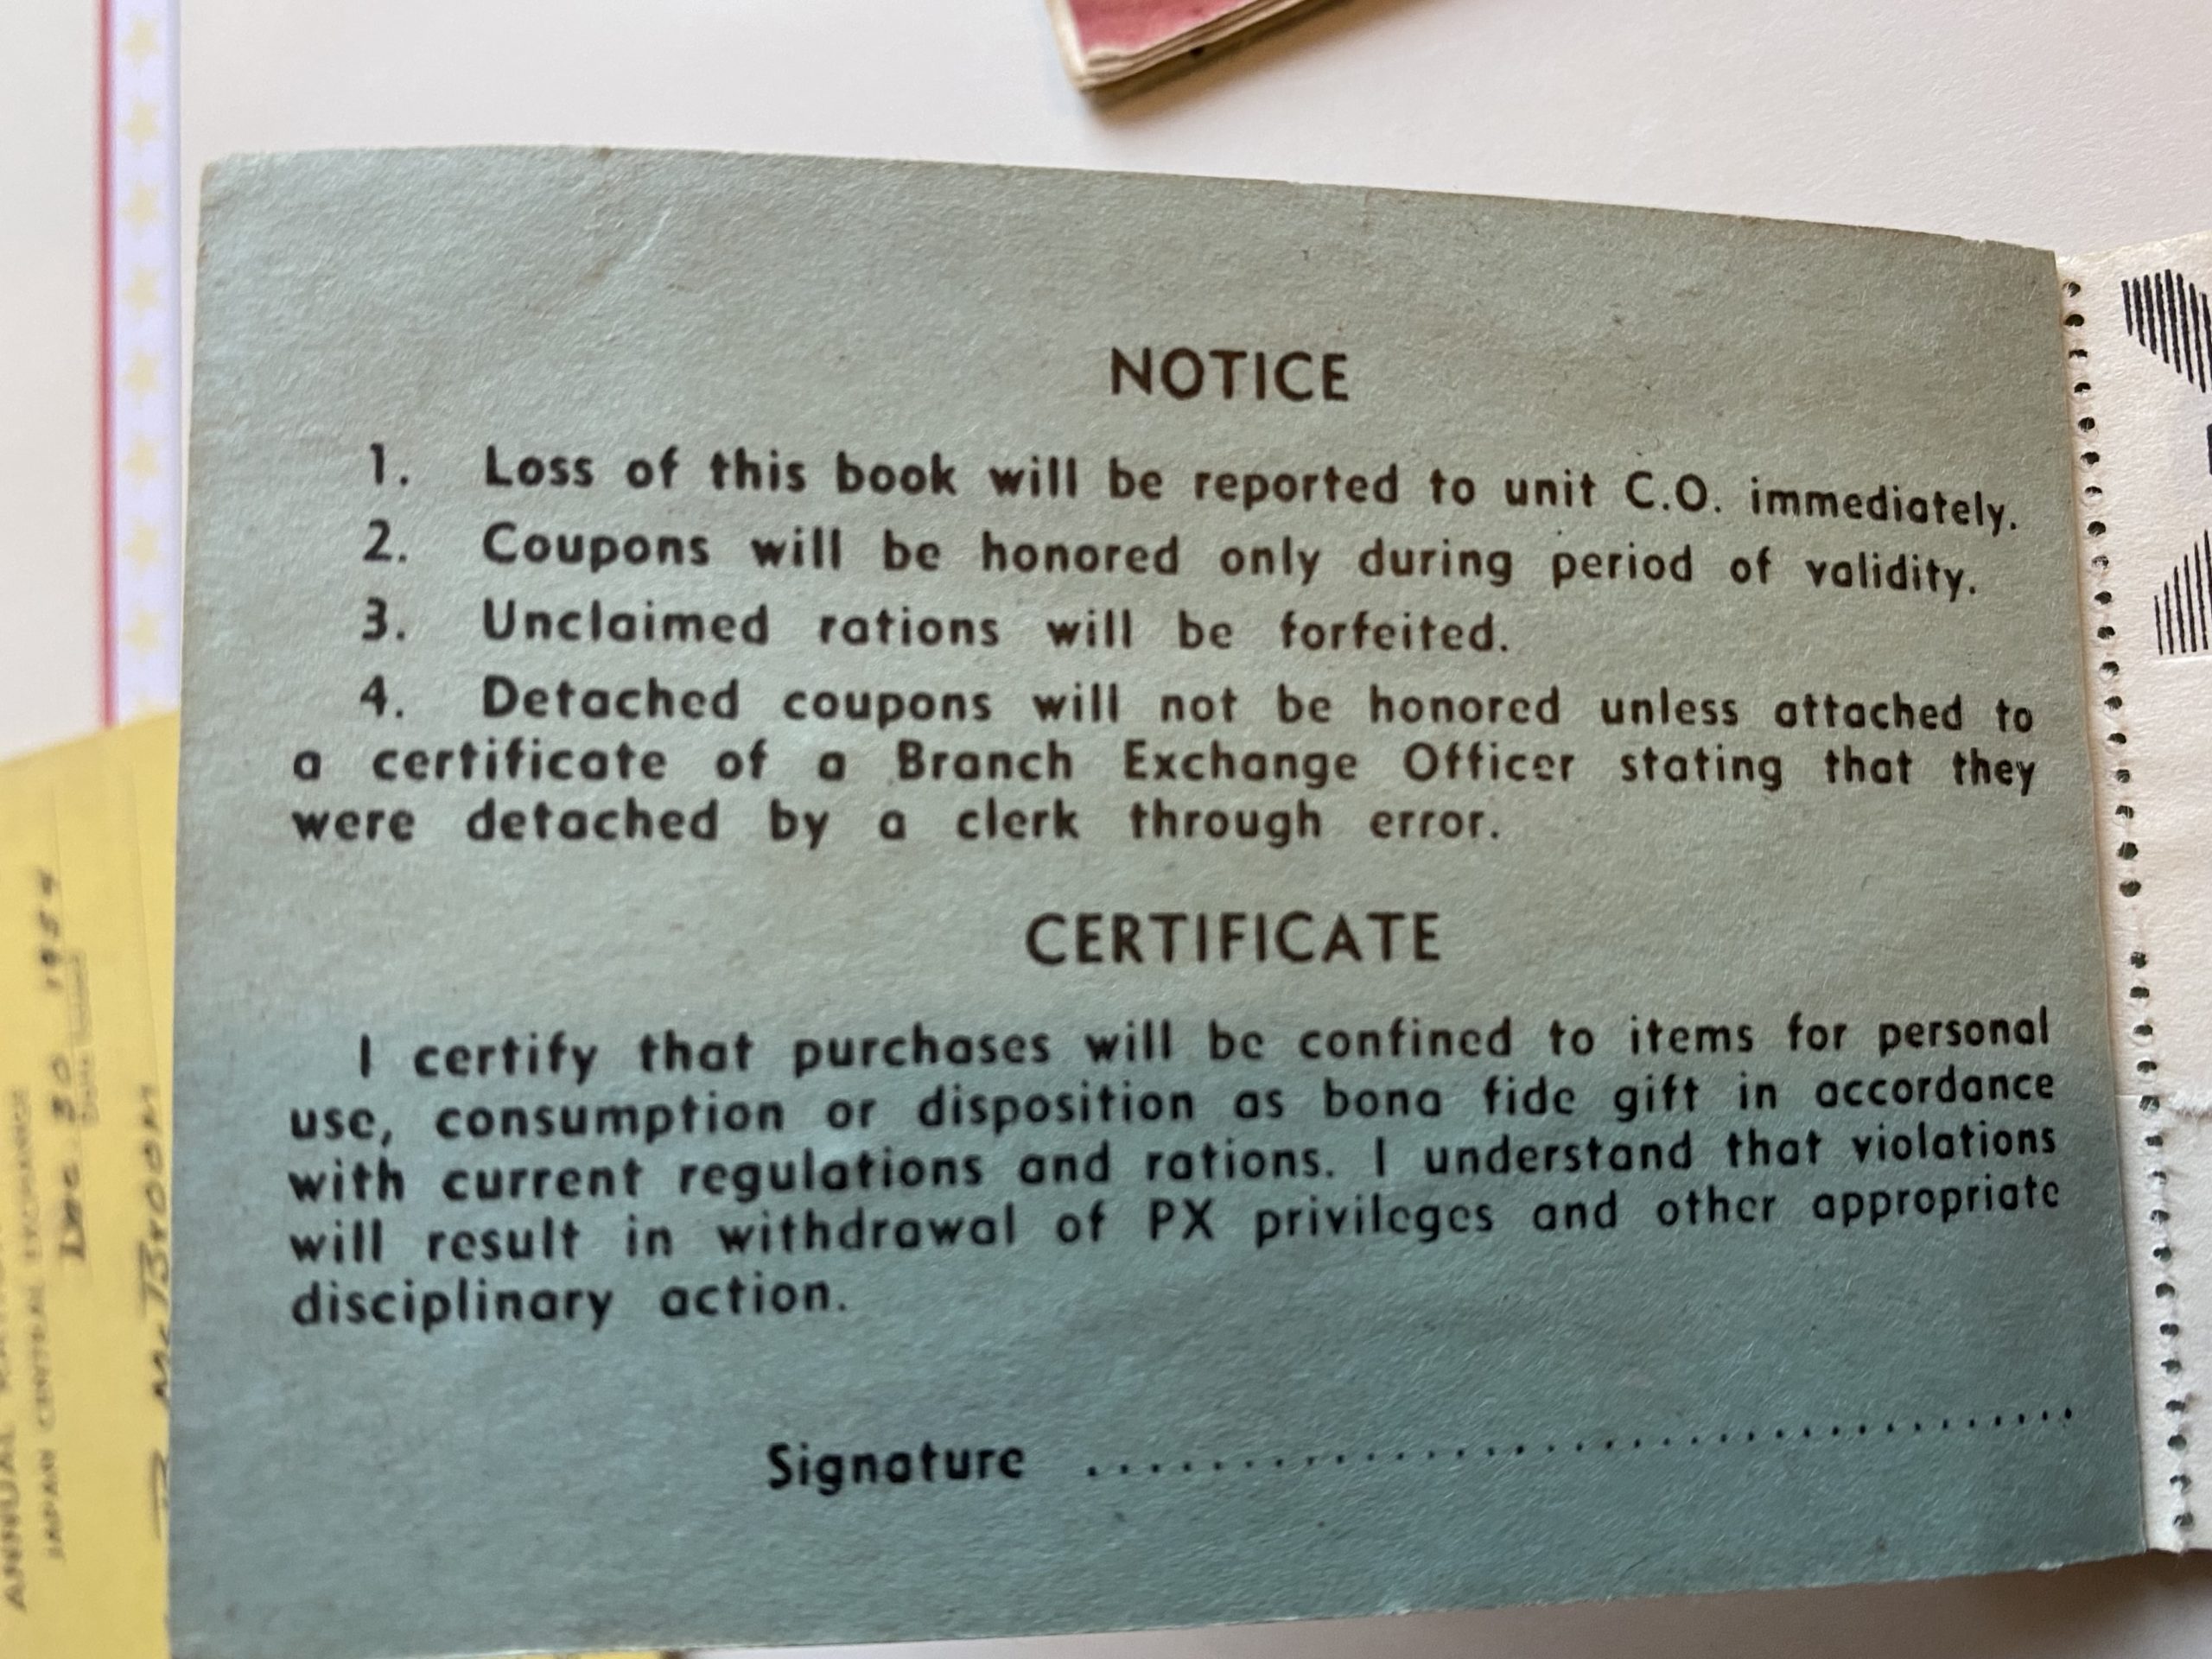 NOTICE
1. Loss of this book will be reported to unit C.O. immediately.
2. Coupons will be honored only during period of validity.
3. Unclaimed rations will be forfeited.
4. Detached coupons will not be honored unless attached to
a certificate of a Branch Exchange Officer stating that they
were detached by a clerk through error.
CERTIFICATE
I certify that purchases will be confined to items for personal
use, consumption or disposition as bona fide gift in accordance
with current regulations and rations. I understand that violations
will result in withdrawal of PX privileges and other appropriate
disciplinary action.
Signature ..............................
ANNUAL
JAPAN CENTRAL EXCHANGE
Dec 30 1954